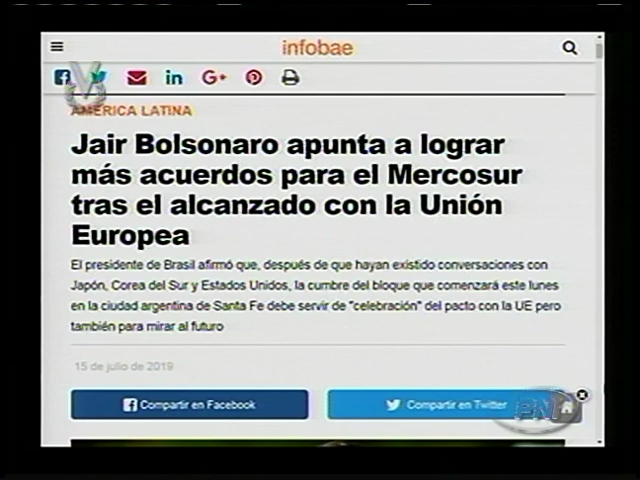 infobae
AMÉRICA LATINA
Jair Bolsonaro apunta a lograr
más acuerdos para el Mercosur
tras el alcanzado con la Unión
Europea
El presidente de Brasil afirmó que, después de que hayan existido conversaciones con
Japón, Corea del Sur y Estados Unidos, la cumbre del bloque que comenzará este lunes
en la ciudad argentina de Santa Fe debe servir de "celebración" del pacto con la UE pero
también para mirar al futuro
15 de julio de 2019
Compartir en Facebook
Compartir en Twitter